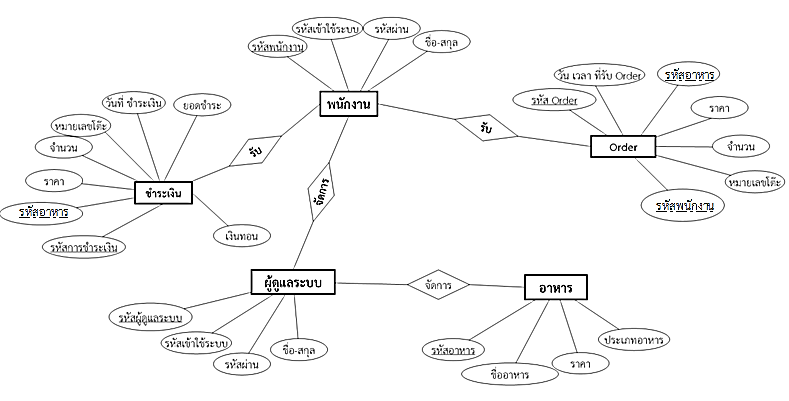 รหัสเข้าใช้ระบบ
รหัสผ่าน
รหัสพนักงาน
ชื่อ-สกุล
พนักงาน
วัน เวลา ที่รับ Order
รหัสอาหาร
รหัส Order
ราคา
จำนวน
หมายเลขโต๊ะ
รหัสพนักงาน
Order
รับ
วันที่ ชำระเงิน
ยอดชำระ
หมายเลขโต๊ะ
จำนวน
ราคา
รหัสอาหาร
รหัสการชำระเงิน
เงินทอน
ชำระเงิน
รับ
จัดการ
ผู้ดูแลระบบ
จัดการ
อาหาร
รหัสผู้ดูแลระบบ
รหัสเข้าใช้ระบบ
รหัสผ่าน
ชื่อ-สกุล
รหัสอาหาร
ชื่ออาหาร
ราคา
ประเภทอาหาร